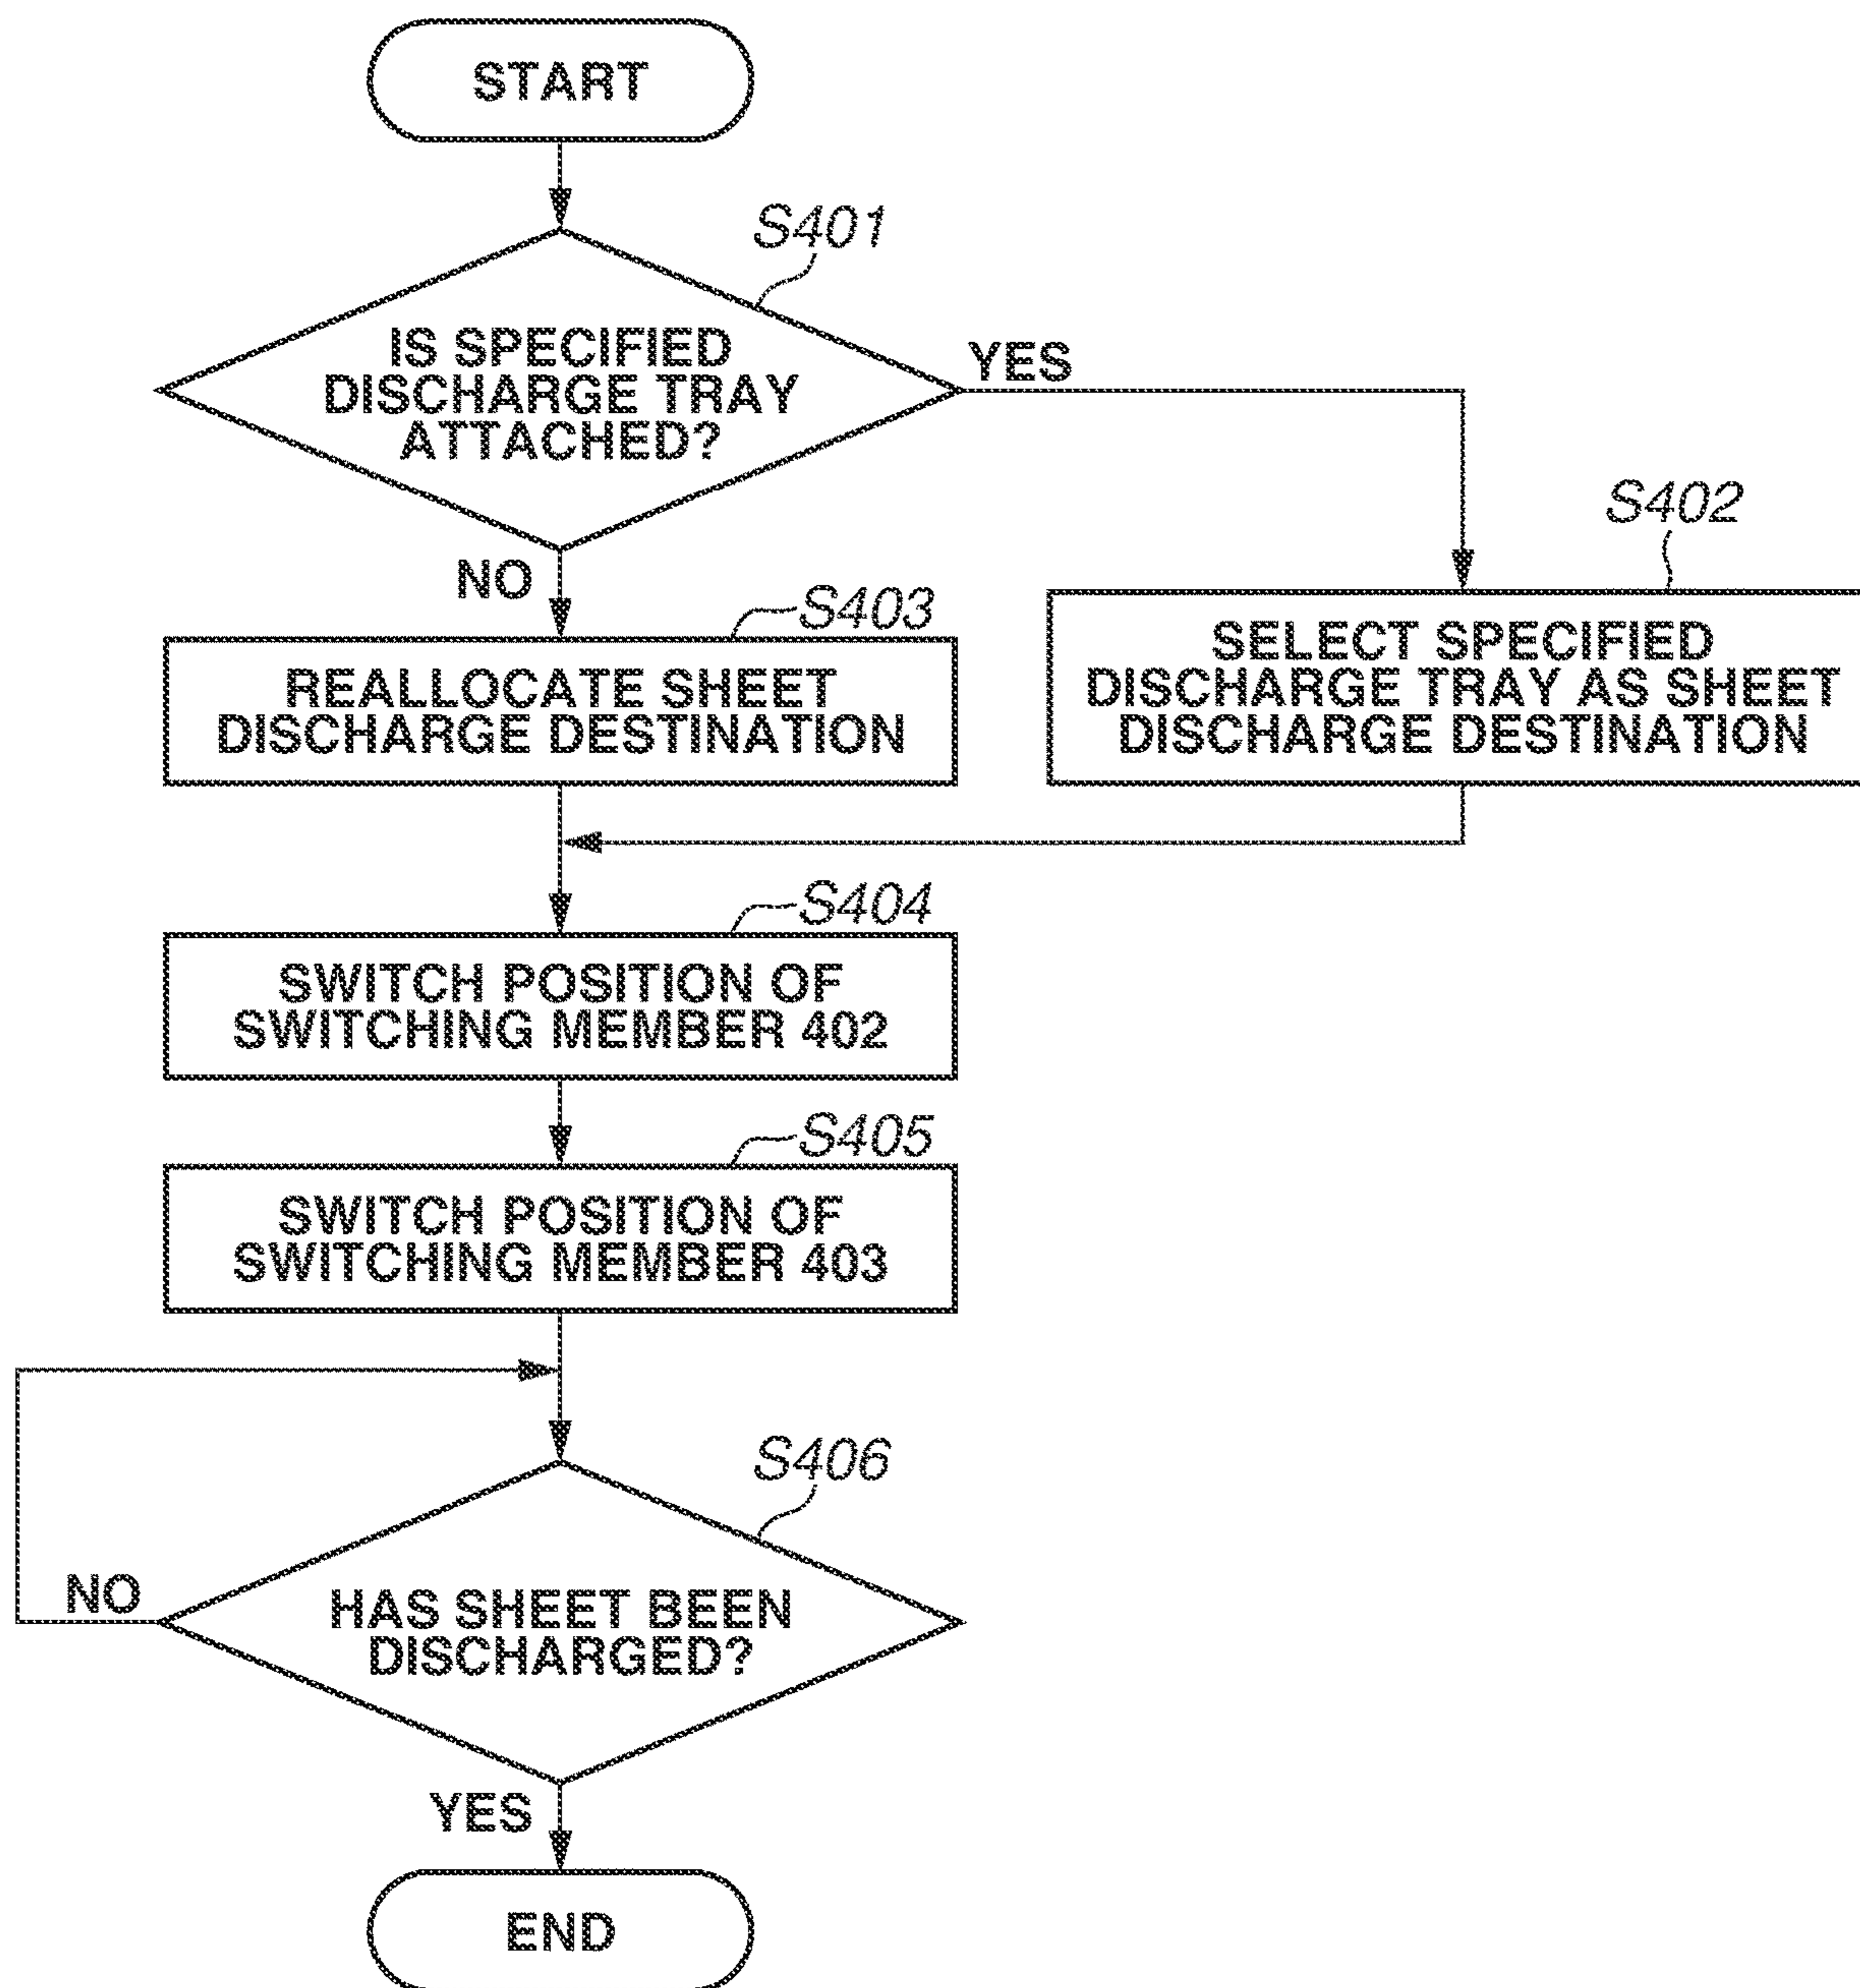 START
S401
IS SPECIFIED
DISCHARGE TRAY
ATTACHED?
YES
NO
S402
SELECT SPECIFIED
DISCHARGE TRAY AS SHEET
DISCHARGE DESTINATION
S403
REALLOCATE SHEET
DISCHARGE DESTINATION
S404
SWITCH POSITION OF
SWITCHING MEMBER 402
S405
SWITCH POSITION OF
SWITCHING MEMBER 403
S406
HAS SHEET BEEN
DISCHARGED?
NO
YES
END